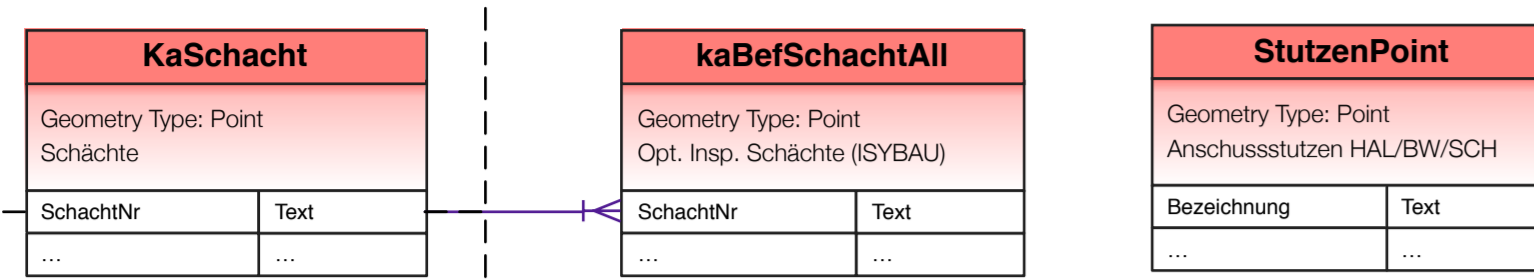 KaSchacht
Geometry Type: Point
Schächte
SchachtNr Text
... ...
kaBefSchachtAll
Geometry Type: Point
Opt. Insp. Schächte (ISYBAU)
SchachtNr Text
... ...
StutzenPoint
Geometry Type: Point
Anschussstutzen HAL/BW/SCH
Bezeichnung Text
... ...